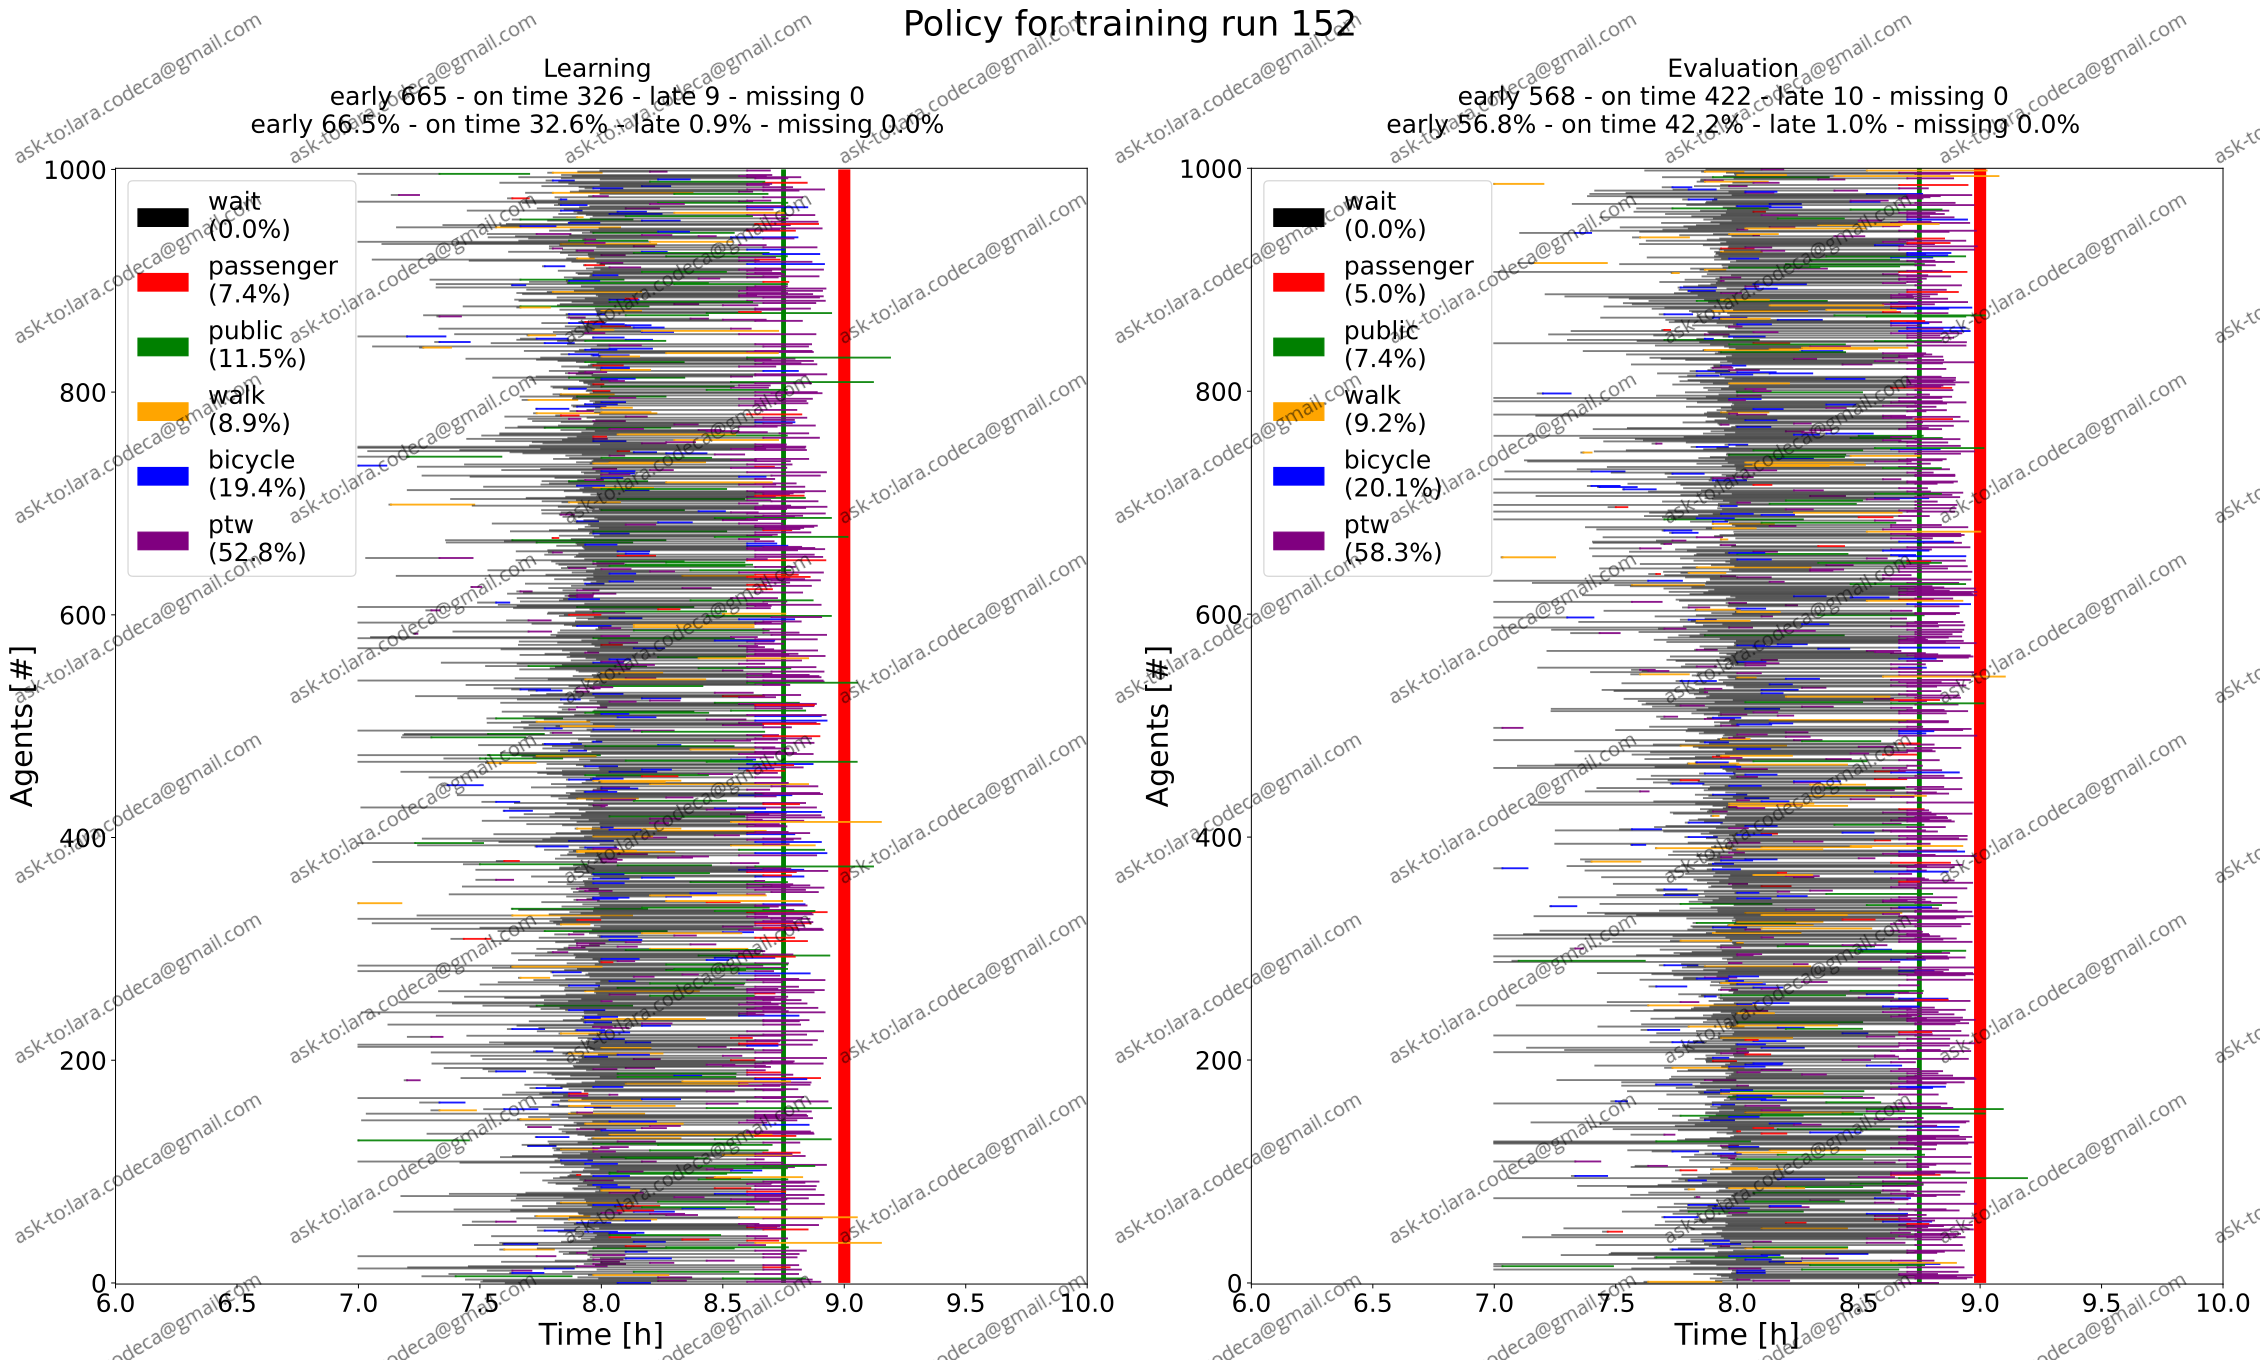 Policy for training run 152
Learning
early 665 - on time 326 - late 9 - missing 0
early 66.5% - on time 32.6% - late 0.9% - missing 0.0%
Agents [#]
1000
800
600
400
200
0
wait
(0.0%)
passenger
(7.4%)
public
(11.5%)
walk
(8.9%)
bicycle
(19.4%)
ptw
(52.8%)
6.0 6.5 7.0 7.5 8.0 8.5 9.0 9.5 10.0
Time [h]
Evaluation
early 568 - on time 422 - late 10 - missing 0
early 56.8% - on time 42.2% - late 1.0% - missing 0.0%
Agents [#]
1000
800
600
400
200
0
wait
(0.0%)
passenger
(5.0%)
public
(7.4%)
walk
(9.2%)
bicycle
(20.1%)
ptw
(58.3%)
6.0 6.5 7.0 7.5 8.0 8.5 9.0 9.5 10.0
Time [h]
ask-to:lara.codeca@gmail.com